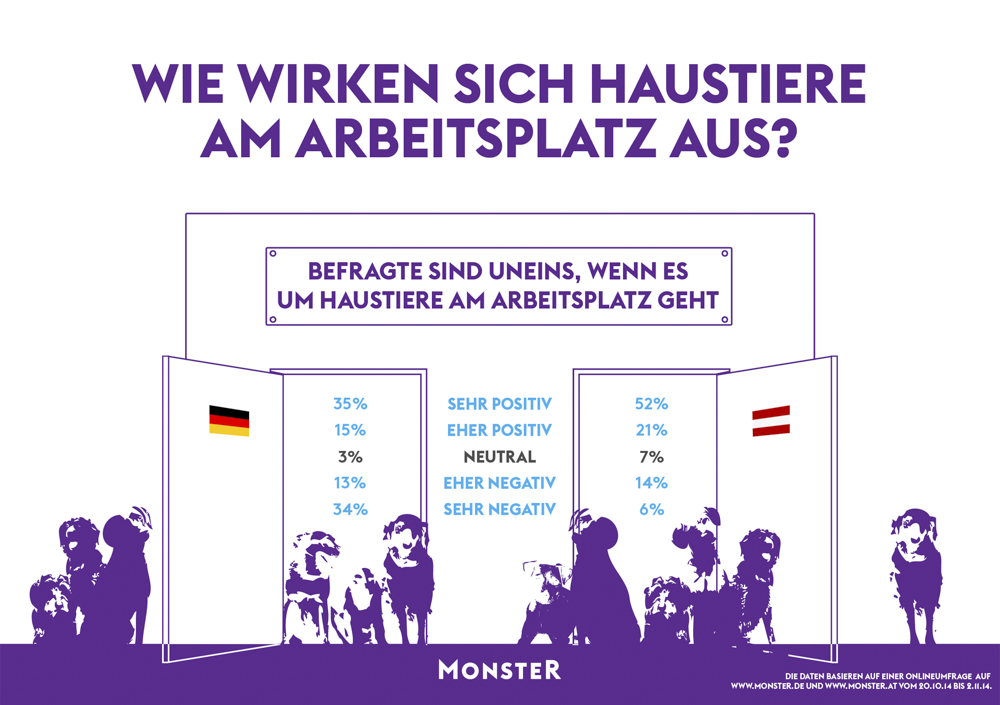 WIE WIRKEN SICH HAUSTIERE
AM ARBEITSPLATZ AUS?
BEFRAGTE SIND UNEINS, WENN ES
UM HAUSTIERE AM ARBEITSPLATZ GEHT
35% SEHR POSITIV 52%
15% EHER POSITIV 21%
3% NEUTRAL 7%
13% EHER NEGATIV 14%
34% SEHR NEGATIV 6%
MONSTER
DIE DATEN BASIEREN AUF EINER ONLINEUMFRAGE AUF
WWW.MONSTER.DE UND WWW.MONSTER.AT VOM 20.10.14 BIS 2.11.14.